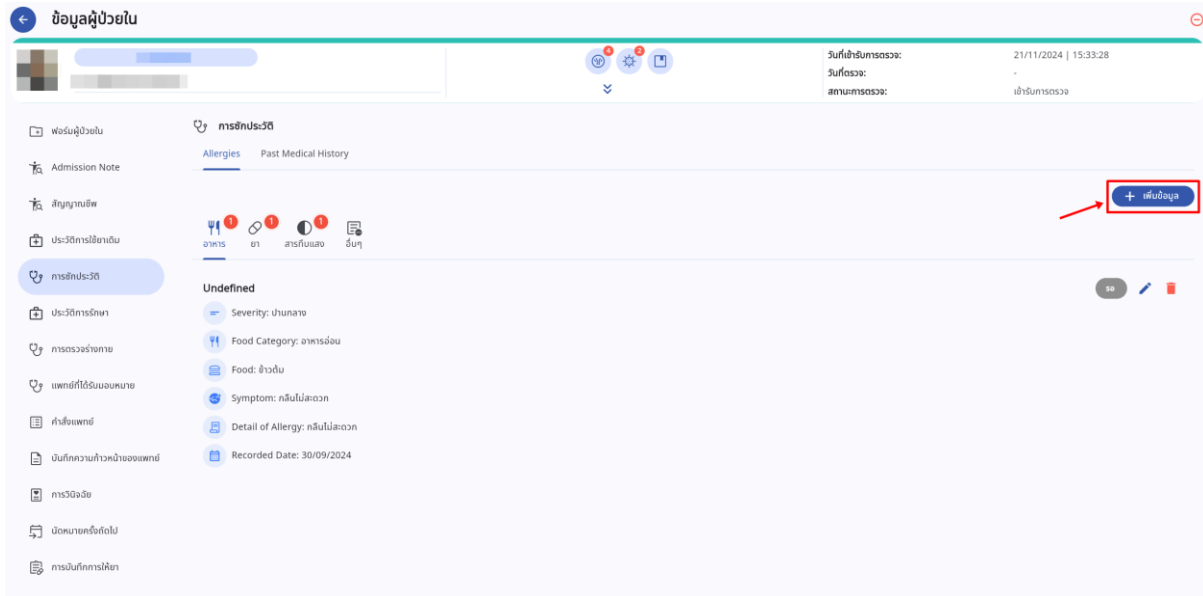 ข้อมูลผู้ป่วยใน
4
2
วันที่เข้ารับการตรวจ: 21/11/2024 | 15:33:28
วันที่ตรวจ: -
สถานะการตรวจ: เข้ารับการตรวจ
ฟอร์มผู้ป่วยใน
Admission Note
สัญญาณชีพ
ประวัติการใช้ยาเดิม
การซักประวัติ
ประวัติการรักษา
การตรวจร่างกาย
แพทย์ที่ได้รับมอบหมาย
คำสั่งแพทย์
บันทึกความก้าวหน้าของแพทย์
การวินิจฉัย
นัดหมายครั้งถัดไป
การบันทึกการให้ยา
การซักประวัติ
Allergies Past Medical History
+ เพิ่มข้อมูล
1 1 1
อาหาร ยา สารทึบแสง อื่นๆ
Undefined
รอ
Severity: ปานกลาง
Food Category: อาหารอ่อน
Food: ข้าวต้ม
Symptom: กลืนไม่สะดวก
Detail of Allergy: กลืนไม่สะดวก
Recorded Date: 30/09/2024